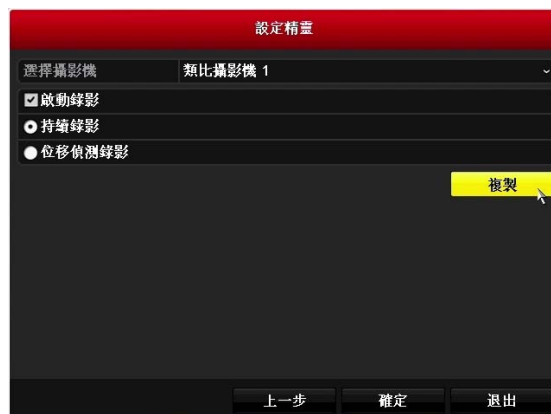 設定精靈
選擇攝影機 類比攝影機 1
啟動錄影
持續錄影
位移偵測錄影
複製
上一步 確定 退出